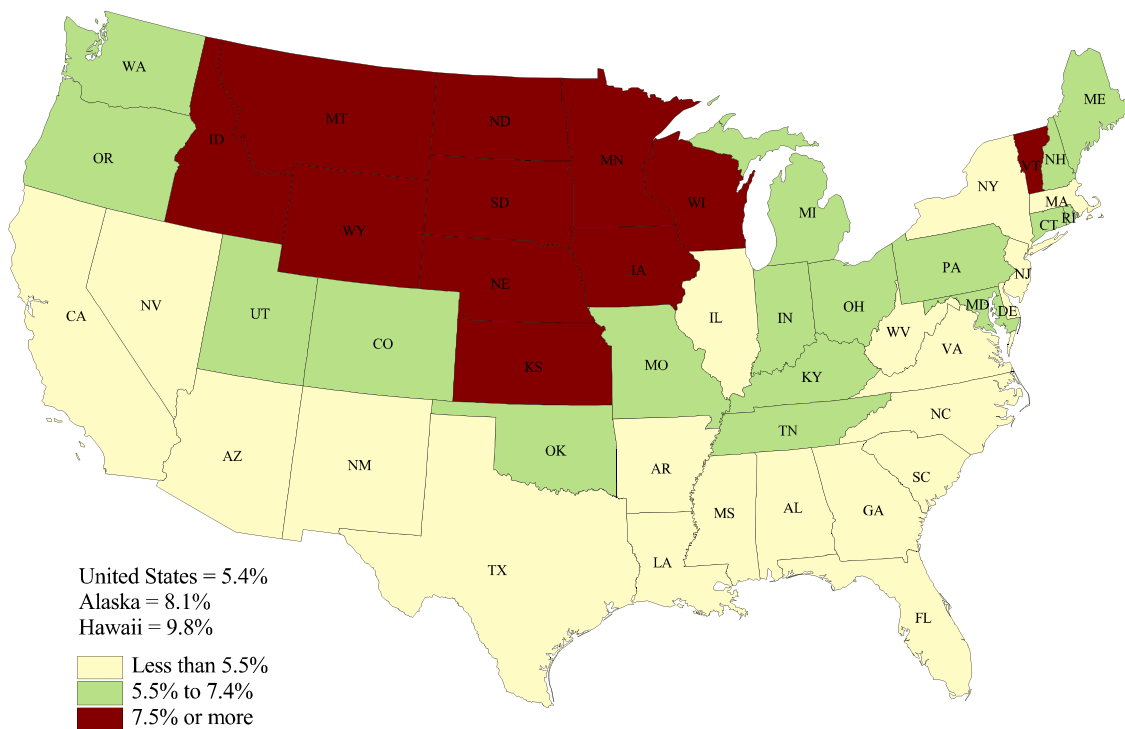 WA
ME
MT
ND
ID
OR
MN
VT
NH
NY
WI
SD
MA
MI
RI
CT
WY
PA
IA
NJ
NE
MD
CA
NV
UT
IL
IN
OH
DE
CO
WV
VA
MO
KS
KY
NC
TN
OK
AZ
NM
AR
SC
MS
AL
GA
LA
TX
FL
United States = 5.4%
Alaska = 8.1%
Hawaii = 9.8%
Less than 5.5%
5.5% to 7.4%
7.5% or more